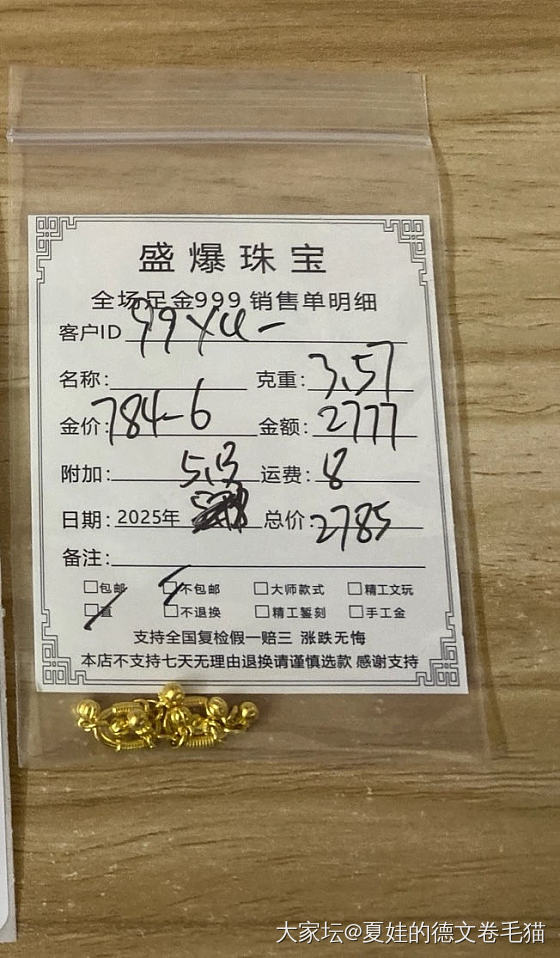 盛爆珠宝
全场足金999 销售单明细
客户ID 99
名称: 克重: 3.57
金价: 784-6 金额: 2777
附加: 5.13 运费: 8
日期: 2025年 总价: 2785
备注:
□包邮 □不包邮 □大师款式 □精工文玩
□直 □不退换 □精工錾刻 □手工金
支持全国复检假一赔三 涨跌无悔
本店不支持七天无理由退换请谨慎选款 感谢支持
大家坛@夏娃的德文卷毛猫